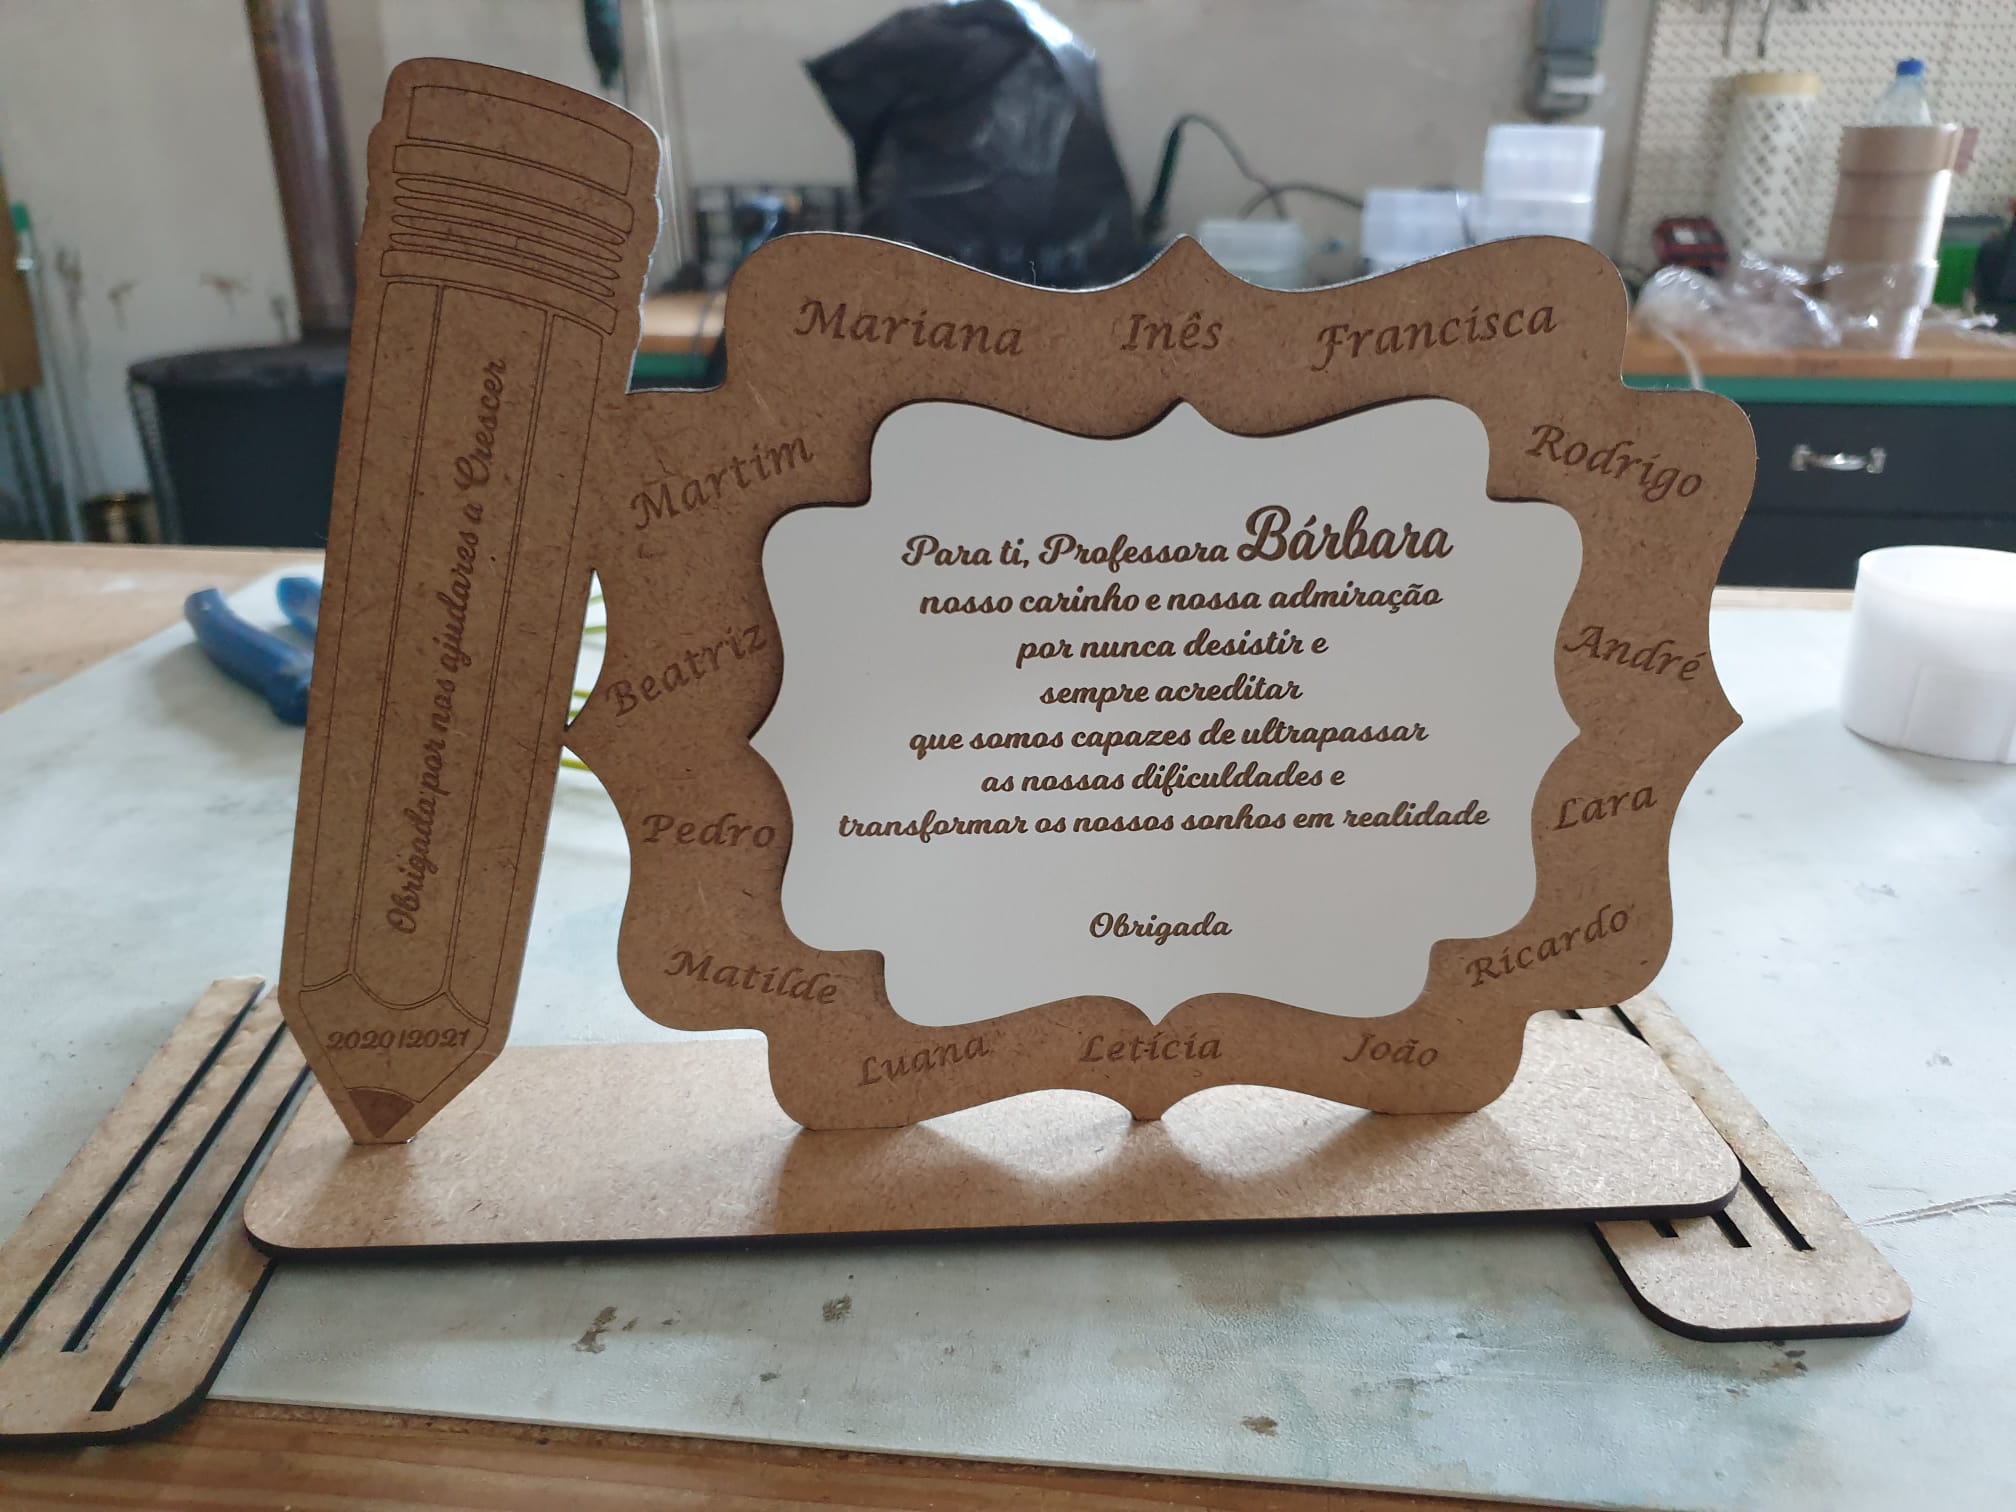 Obrigada por nos ajudares a Crescer
2020|2021
Mariana
Inês
Francisca
Martim
Rodrigo
Beatriz
André
Pedro
Lara
Matilde
Ricardo
Luana
Letícia
João
Para ti, Professora Bárbara
nosso carinho e nossa admiração
por nunca desistir e
sempre acreditar
que somos capazes de ultrapassar
as nossas dificuldades e
transformar os nossos sonhos em realidade
Obrigada